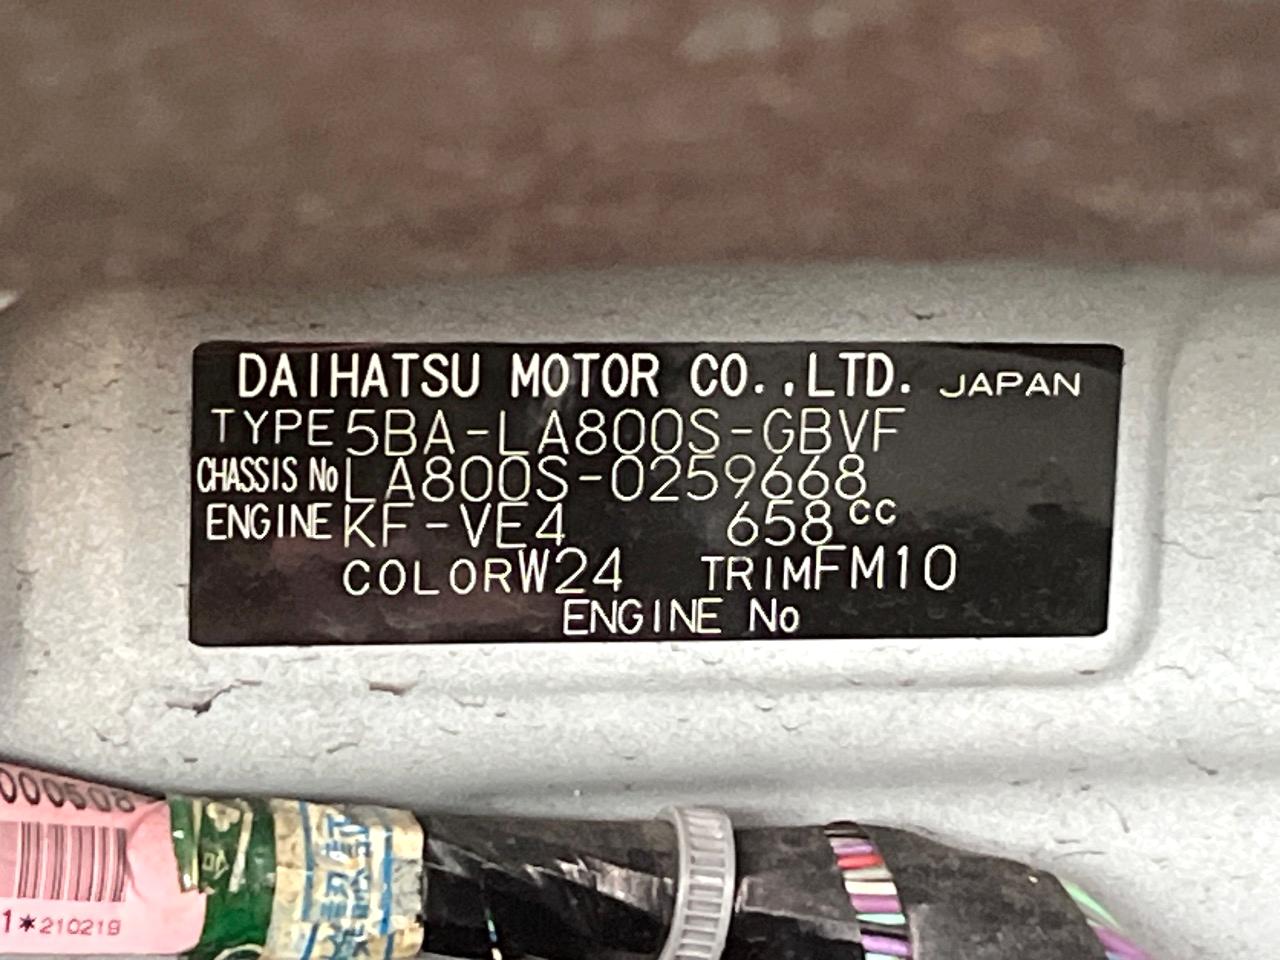 DAIHATSU MOTOR CO.,LTD. JAPAN
TYPE 5BA-LA800S-GBVF
CHASSIS No LA800S-0259668
ENGINE KF-VE4 658cc
COLOR W24 TRIM FM10
ENGINE No
000508
1*210219